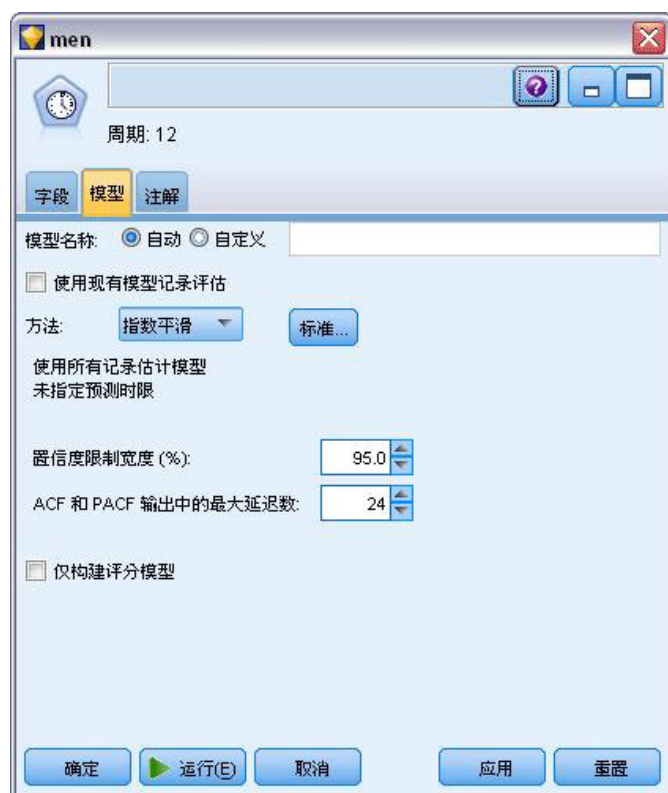 men
周期: 12
字段 模型 注解
模型名称: 自动 自定义
使用现有模型记录评估
方法: 指数平滑 标准...
使用所有记录估计模型
未指定预测时限
置信度限制宽度 (%): 95.0
ACF 和 PACF 输出中的最大延迟数: 24
仅构建评分模型
确定 运行(E) 取消 应用 重置